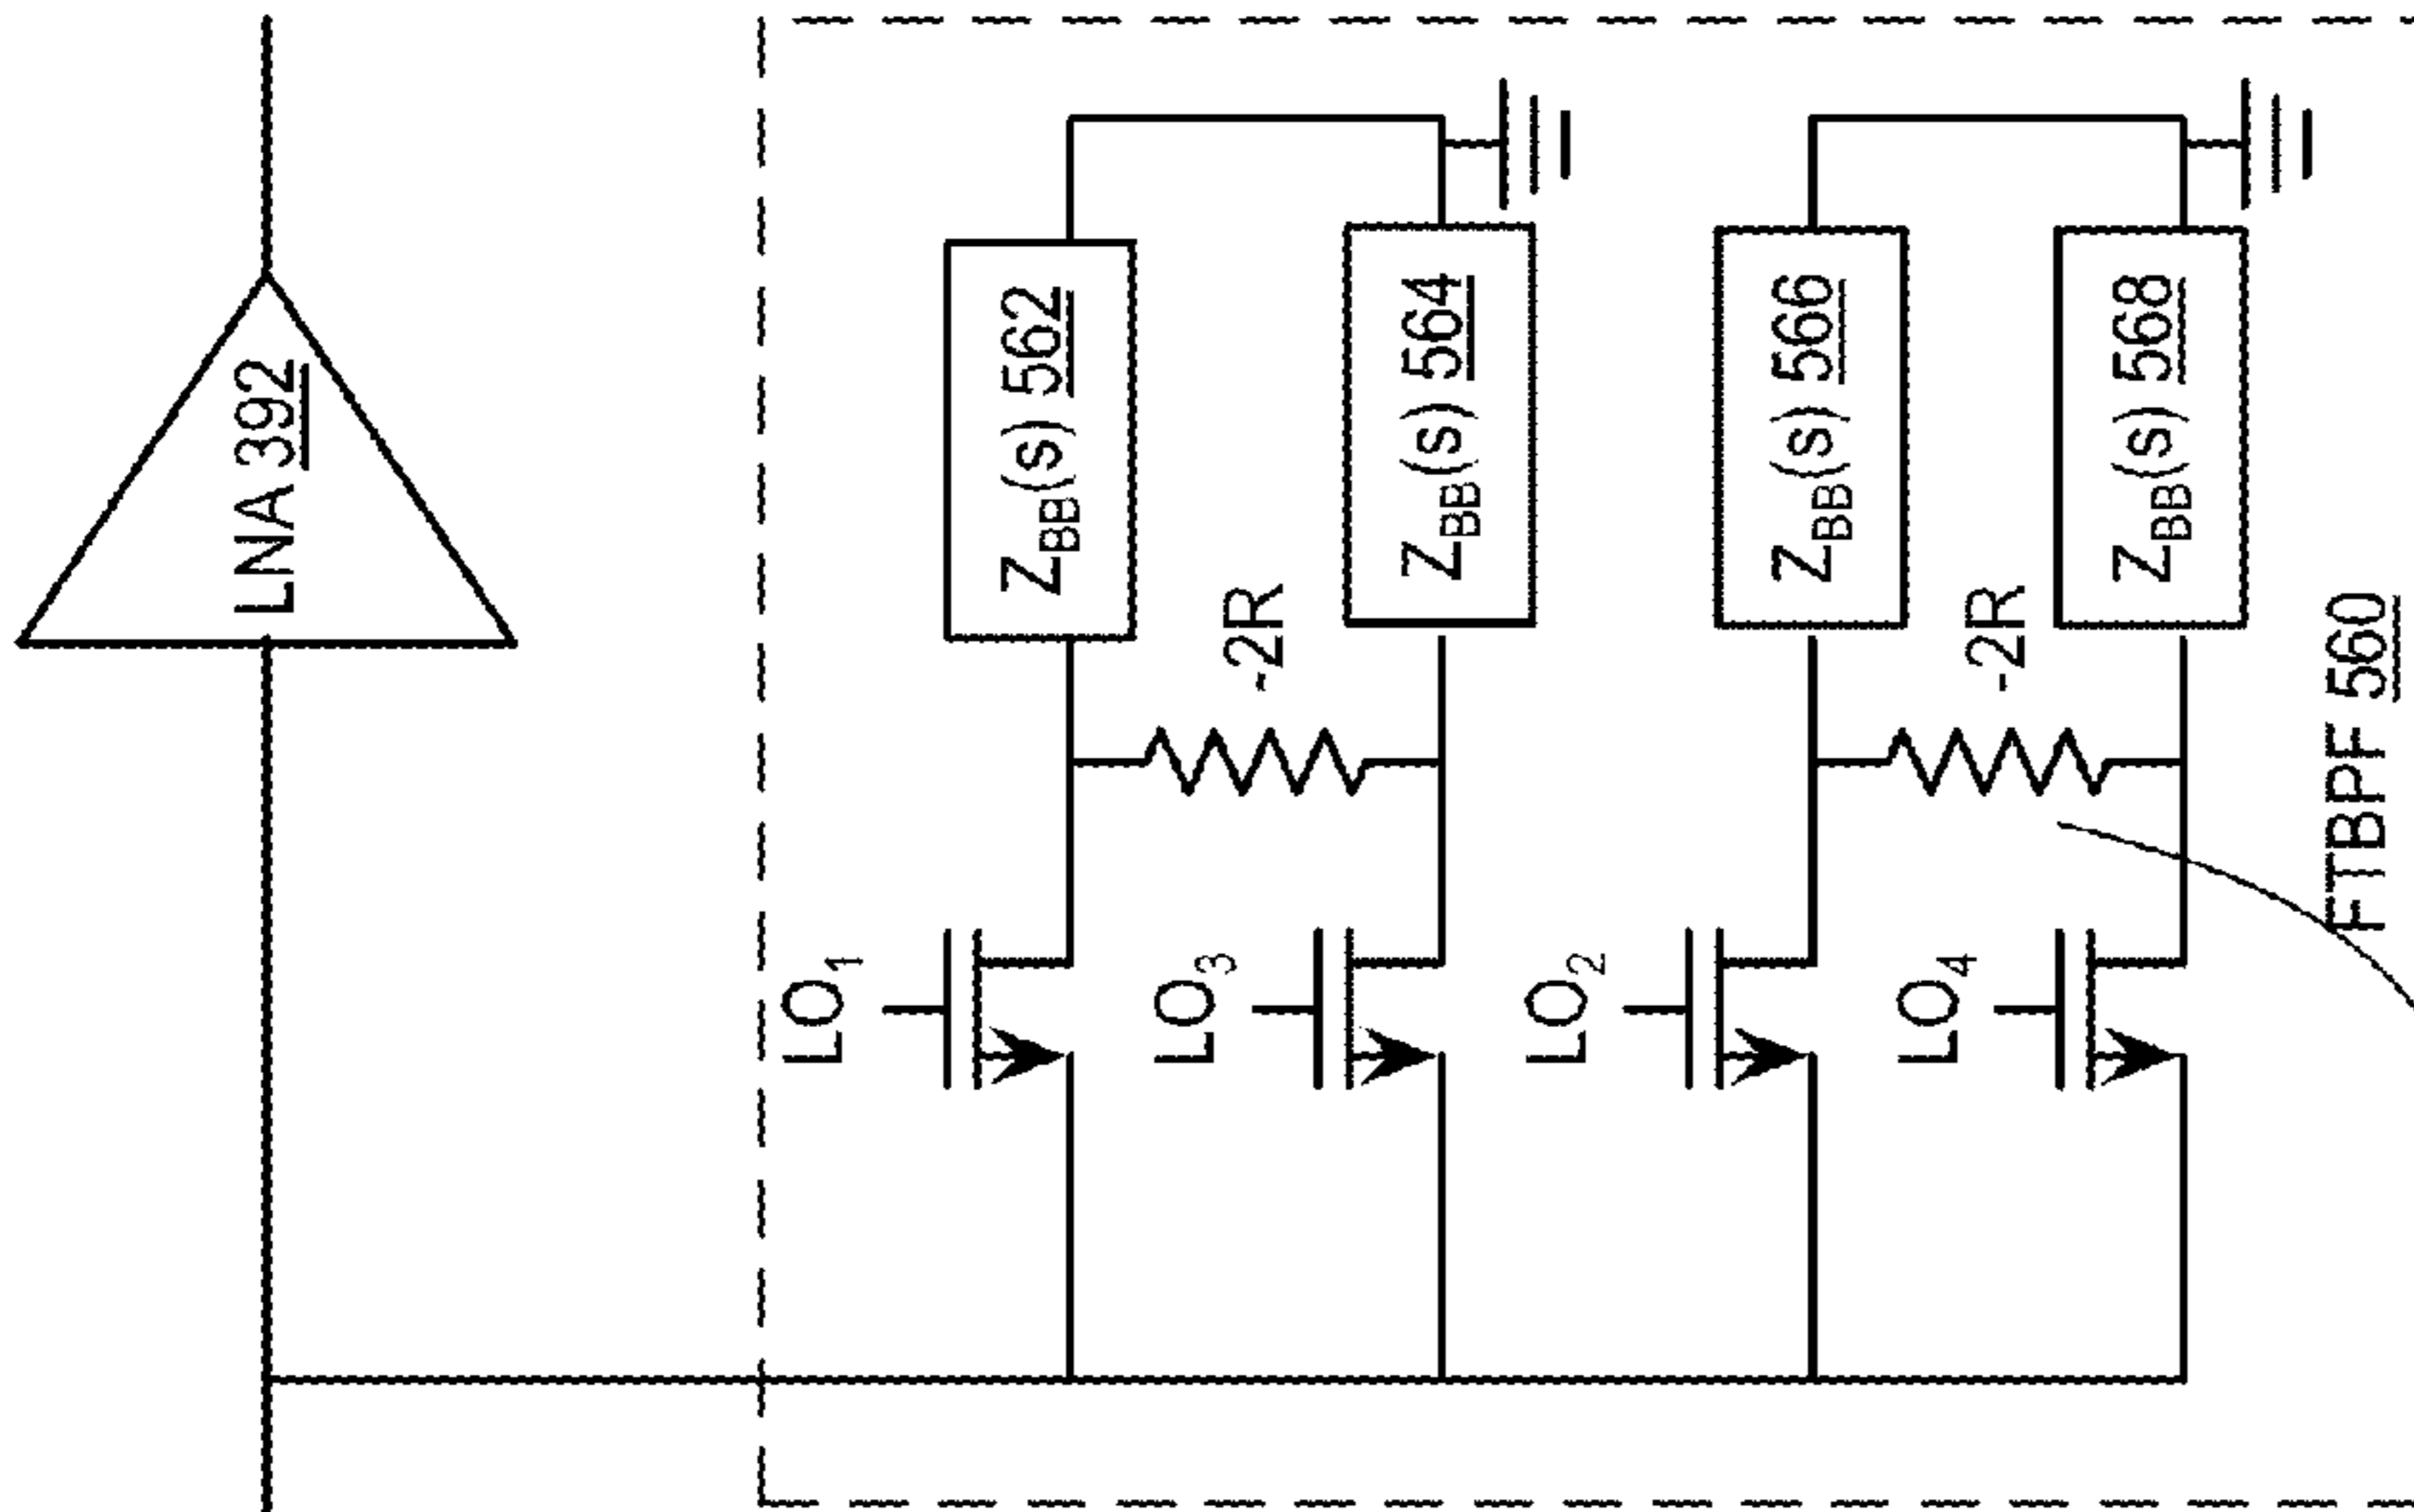 LNA 392
LO1
Z_BB(s) 562
-2R
LO3
Z_BB(s) 564
LO2
Z_BB(s) 566
-2R
LO4
Z_BB(s) 568
FTBPF 560